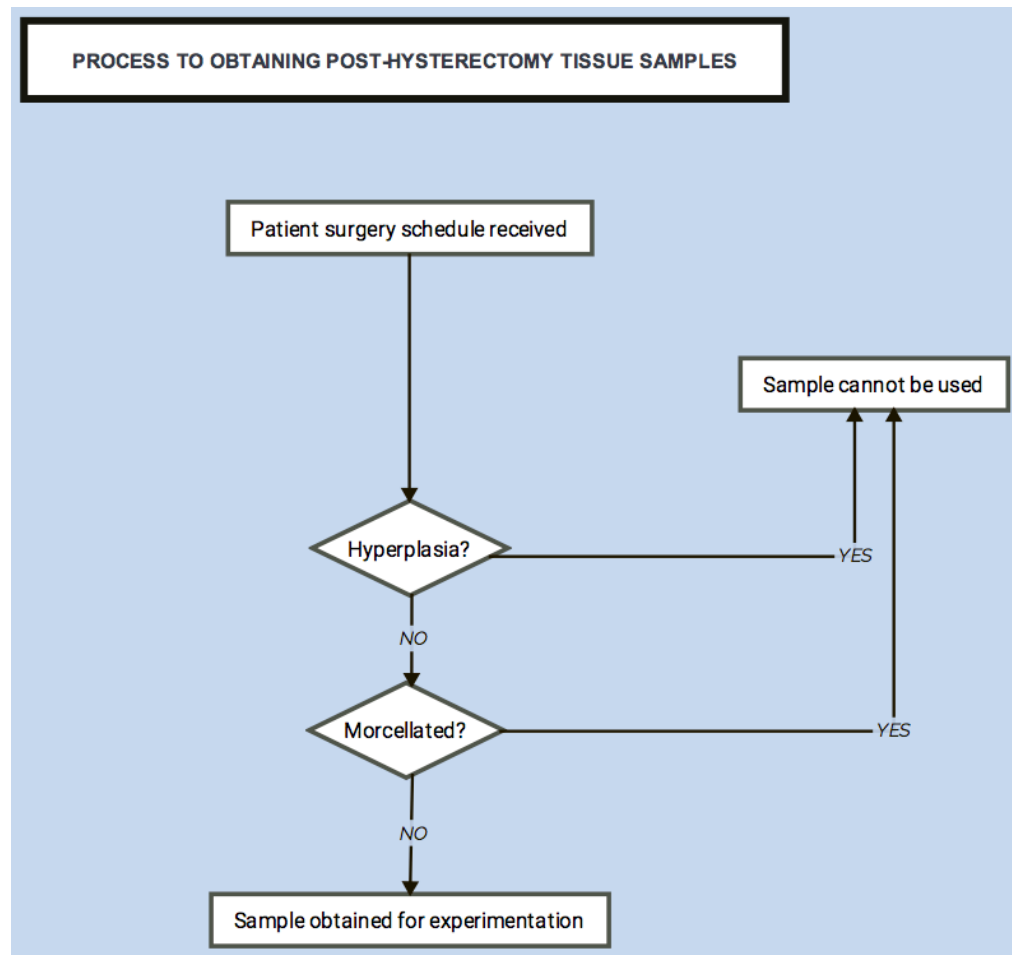 PROCESS TO OBTAINING POST-HYSTERECTOMY TISSUE SAMPLES
Patient surgery schedule received
Sample cannot be used
Hyperplasia?
YES
NO
Morcellated?
YES
NO
Sample obtained for experimentation